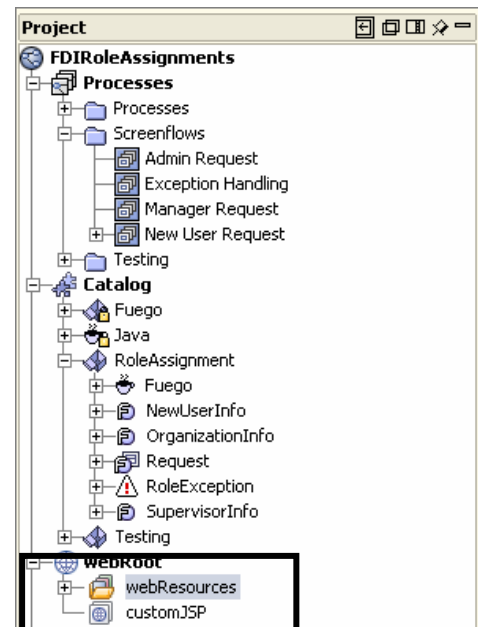 Project
FDIRoleAssignments
Processes
Processes
Screenflows
Admin Request
Exception Handling
Manager Request
New User Request
Testing
Catalog
Fuego
Java
RoleAssignment
Fuego
NewUserInfo
OrganizationInfo
Request
RoleException
SupervisorInfo
Testing
webRoot
webResources
customJSP